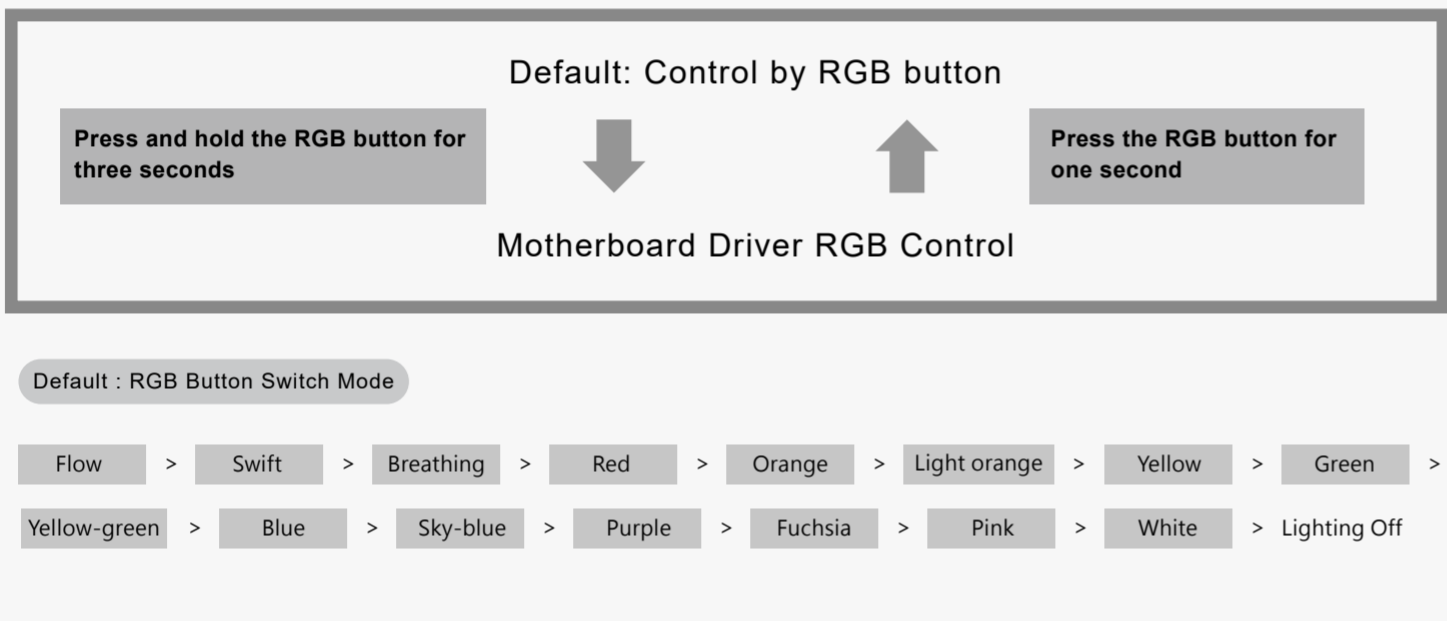 Default: Control by RGB button
Press and hold the RGB button for
three seconds
Press the RGB button for
one second
Motherboard Driver RGB Control
Default : RGB Button Switch Mode
Flow > Swift > Breathing > Red > Orange > Light orange > Yellow > Green >
Yellow-green > Blue > Sky-blue > Purple > Fuchsia > Pink > White > Lighting Off